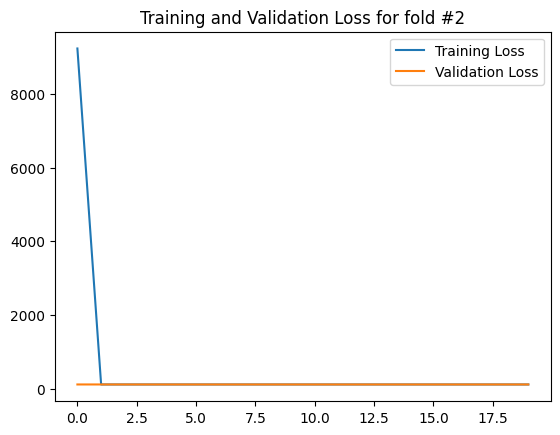 Training and Validation Loss for fold #2
Training Loss
Validation Loss
8000
6000
4000
2000
0
0.0 2.5 5.0 7.5 10.0 12.5 15.0 17.5